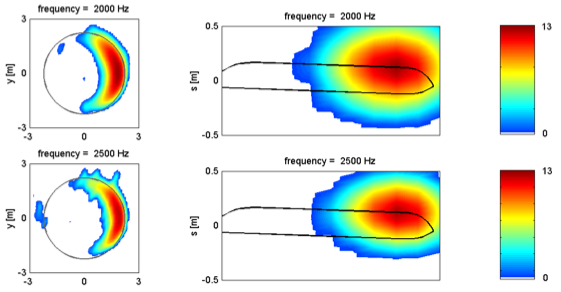 frequency = 2000 Hz
3
0
-3
y [m]
-3 0 3
frequency = 2000 Hz
0.5
0
-0.5
s [m]
13
0
frequency = 2500 Hz
3
0
-3
y [m]
-3 0 3
frequency = 2500 Hz
0.5
0
-0.5
s [m]
13
0